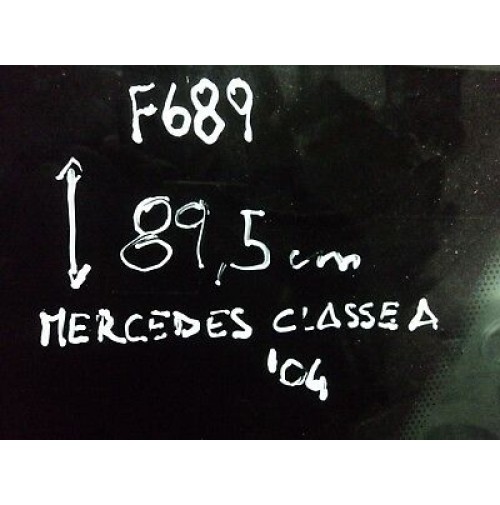 F689
89,5 cm
MERCEDES CLASSE A
'04